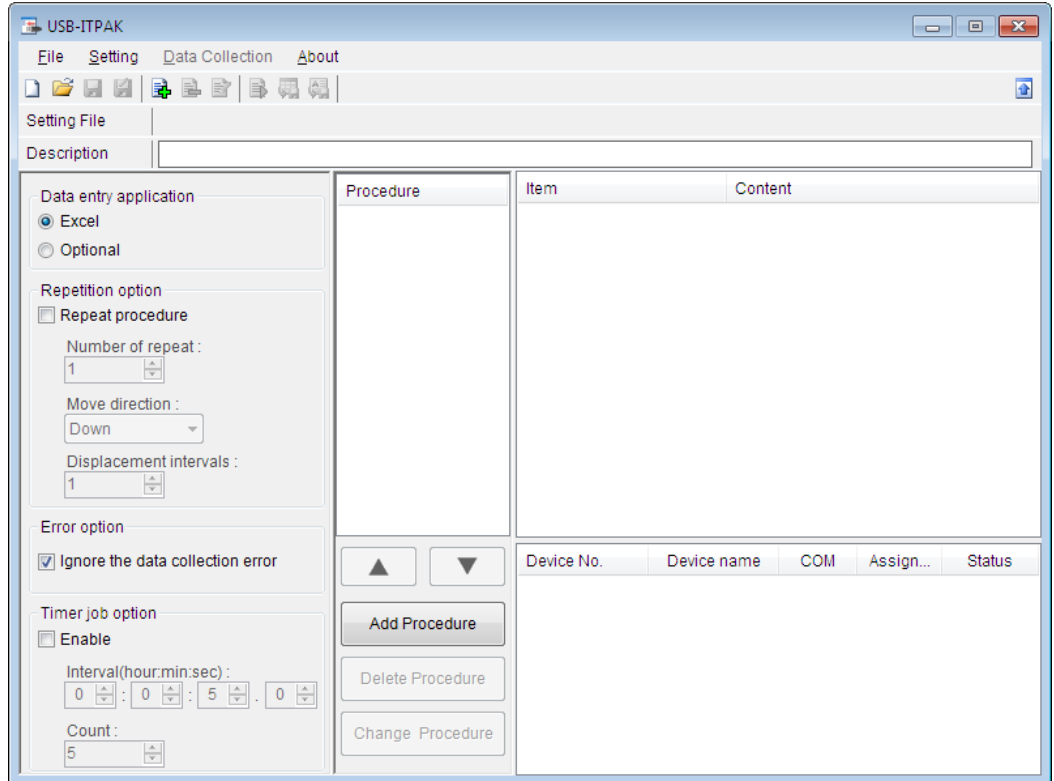 USB-ITPAK
File Setting Data Collection About
Setting File
Description
Data entry application
Excel
Optional
Repetition option
Repeat procedure
Number of repeat :
1
Move direction :
Down
Displacement intervals :
1
Error option
Ignore the data collection error
Timer job option
Enable
Interval(hour:min:sec) :
0 : 0 : 5 . 0
Count :
5
Procedure
Add Procedure
Delete Procedure
Change Procedure
Item Content
Device No. Device name COM Assign... Status